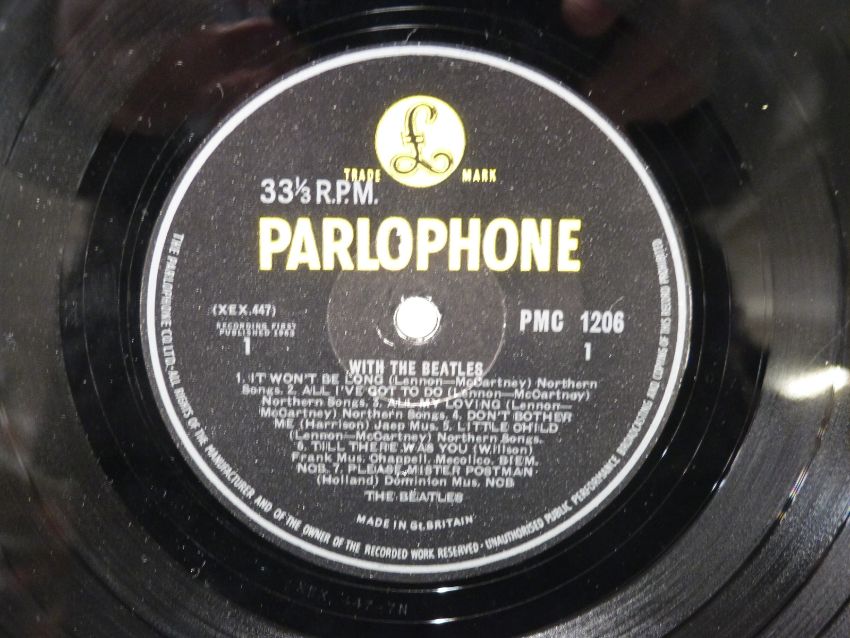 £
TRADE MARK
33⅓ R.P.M.
PARLOPHONE
(XEX.447)
RECORDING FIRST
PUBLISHED 1963
1
PMC 1206
1
WITH THE BEATLES
1. IT WON'T BE LONG (Lennon—McCartney) Northern
Songs. 2. ALL I'VE GOT TO DO (Lennon—McCartney)
Northern Songs. 3. ALL MY LOVING (Lennon—
McCartney) Northern Songs. 4. DON'T BOTHER
ME (Harrison) Jaep Mus. 5. LITTLE CHILD
(Lennon—McCartney) Northern Songs.
6. TILL THERE WAS YOU (Willson)
Frank Mus. Chappell, Mecolico. BIEM.
NOB. 7. PLEASE MISTER POSTMAN
(Holland) Dominion Mus. NOB
THE BEATLES
MADE IN Gt. BRITAIN
THE PARLOPHONE CO. LTD.·ALL RIGHTS OF THE MANUFACTURER AND OF THE OWNER OF THE RECORDED WORK RESERVED·UNAUTHORISED PUBLIC PERFORMANCE BROADCASTING AND COPYING OF THIS RECORD PROHIBITED
XEX 447-7N